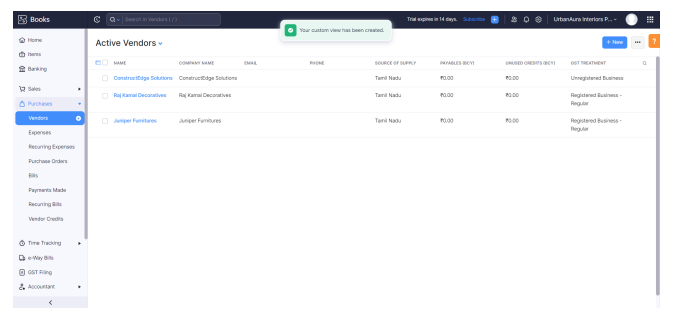 Books
Search in Vendors ( / )
Your custom view has been created.
Trial expires in 14 days. Subscribe
UrbanAura Interiors P...
Home
Items
Banking
Sales
Purchases
Vendors
Expenses
Recurring Expenses
Purchase Orders
Bills
Payments Made
Recurring Bills
Vendor Credits
Time Tracking
e-Way Bills
GST Filing
Accountant
Active Vendors
+ New
?
NAME COMPANY NAME EMAIL PHONE SOURCE OF SUPPLY PAYABLES (BCY) UNUSED CREDITS (BCY) GST TREATMENT
ConstructEdge Solutions ConstructEdge Solutions Tamil Nadu ₹0.00 ₹0.00 Unregistered Business
Raj Kamal Decoratives Raj Kamal Decoratives Tamil Nadu ₹0.00 ₹0.00 Registered Business -
Regular
Juniper Furnitures Juniper Furnitures Tamil Nadu ₹0.00 ₹0.00 Registered Business -
Regular